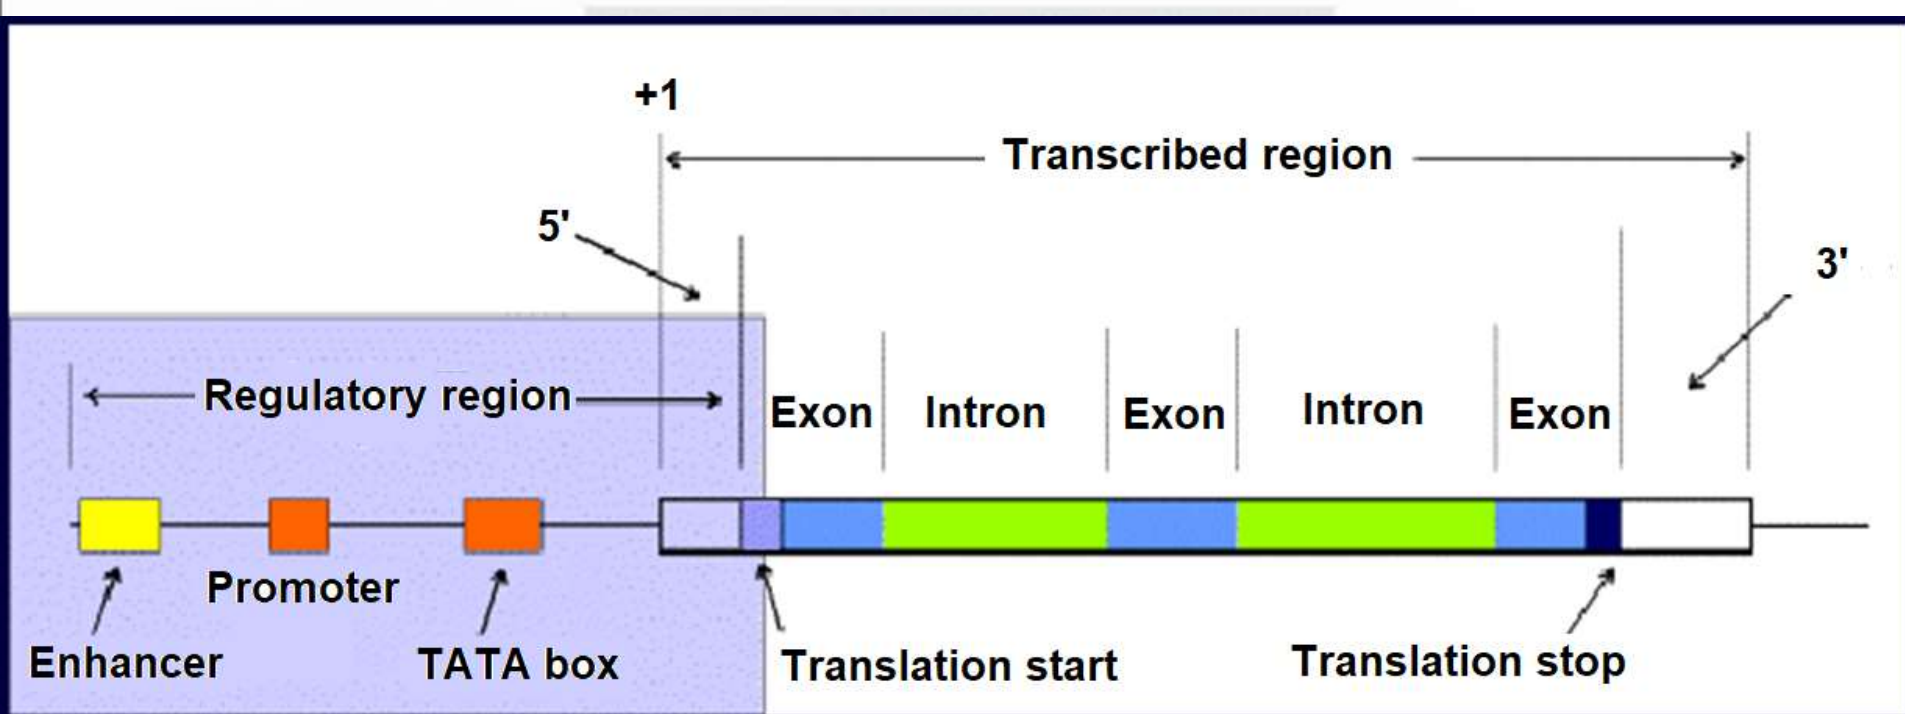 +1
Transcribed region
5'
3'
Regulatory region
Exon
Intron
Exon
Intron
Exon
Promoter
Enhancer
TATA box
Translation start
Translation stop